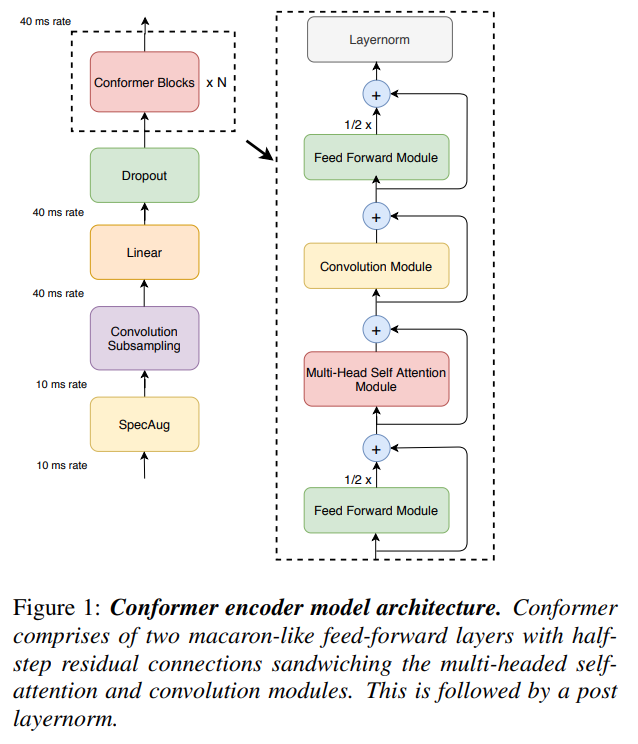 40 ms rate
Conformer Blocks
x N
Dropout
40 ms rate
Linear
40 ms rate
Convolution
Subsampling
10 ms rate
SpecAug
10 ms rate
Layernorm
+
1/2 x
Feed Forward Module
+
Convolution Module
+
Multi-Head Self Attention
Module
+
1/2 x
Feed Forward Module
Figure 1: Conformer encoder model architecture. Conformer
comprises of two macaron-like feed-forward layers with half-
step residual connections sandwiching the multi-headed self-
attention and convolution modules. This is followed by a post
layernorm.